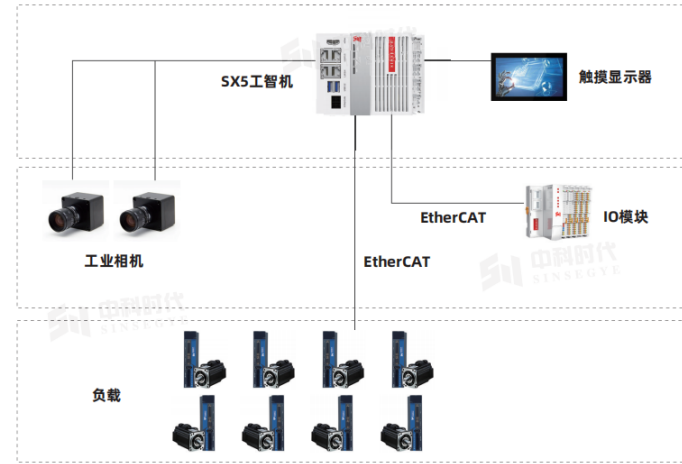 SX5工智机
触摸显示器
EtherCAT
IO模块
工业相机
EtherCAT
中科时代
SINSEGYE
中科时代
SINSEGYE
负载